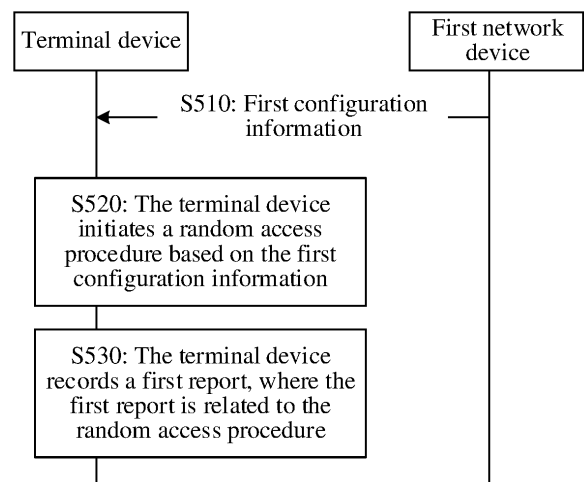 Terminal device
First network
device
S510: First configuration
information
S520: The terminal device
initiates a random access
procedure based on the first
configuration information
S530: The terminal device
records a first report, where the
first report is related to the
random access procedure